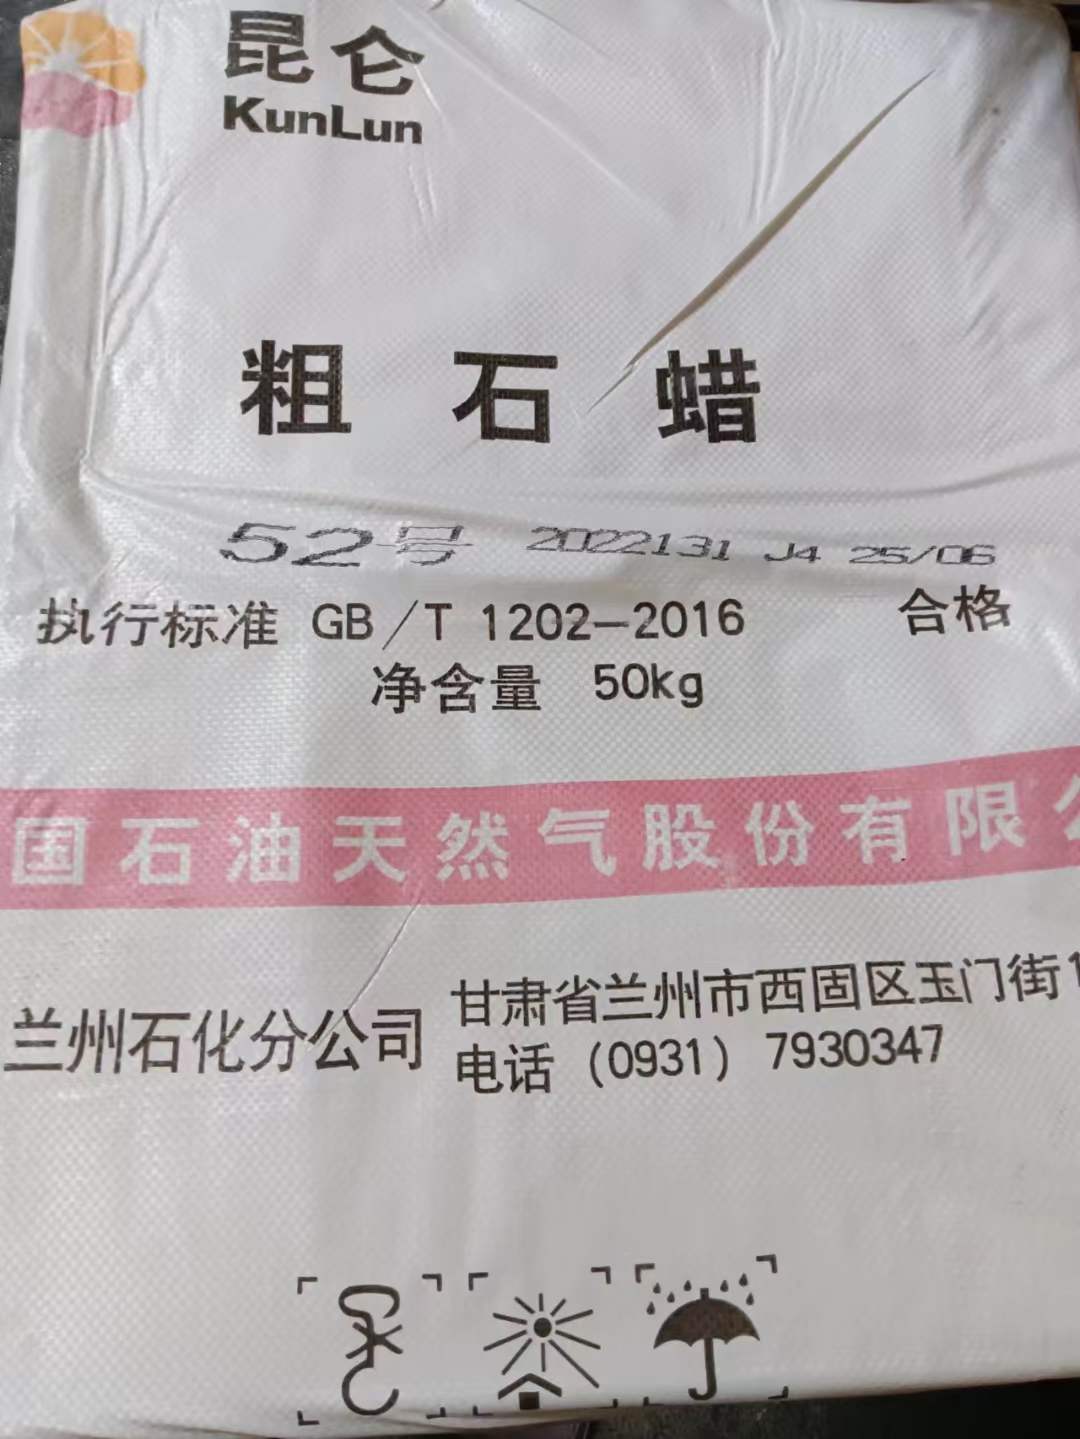 昆仑
KunLun
粗石蜡
52号 2022131 J4 25/06
执行标准 GB/T 1202-2016 合格
净含量 50kg
国石油天然气股份有限公
兰州石化分公司
甘肃省兰州市西固区玉门街1
电话 (0931) 7930347